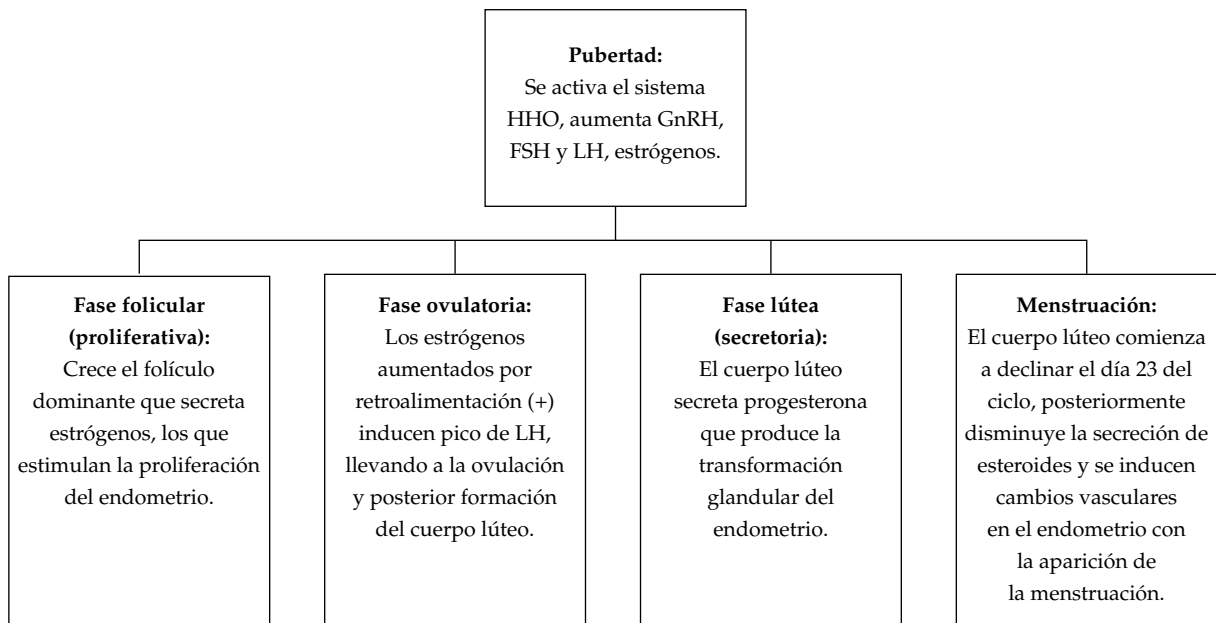 Pubertad:
Se activa el sistema
HHO, aumenta GnRH,
FSH y LH, estrógenos.
Fase folicular
(proliferativa):
Crece el folículo
dominante que secreta
estrógenos, los que
estimulan la proliferación
del endometrio.
Fase ovulatoria:
Los estrógenos
aumentados por
retroalimentación (+)
inducen pico de LH,
llevando a la ovulación
y posterior formación
del cuerpo lúteo.
Fase lútea
(secretoria):
El cuerpo lúteo
secreta progesterona
que produce la
transformación
glandular del
endometrio.
Menstruación:
El cuerpo lúteo comienza
a declinar el día 23 del
ciclo, posteriormente
disminuye la secreción de
esteroides y se inducen
cambios vasculares
en el endometrio con
la aparición de
la menstruación.